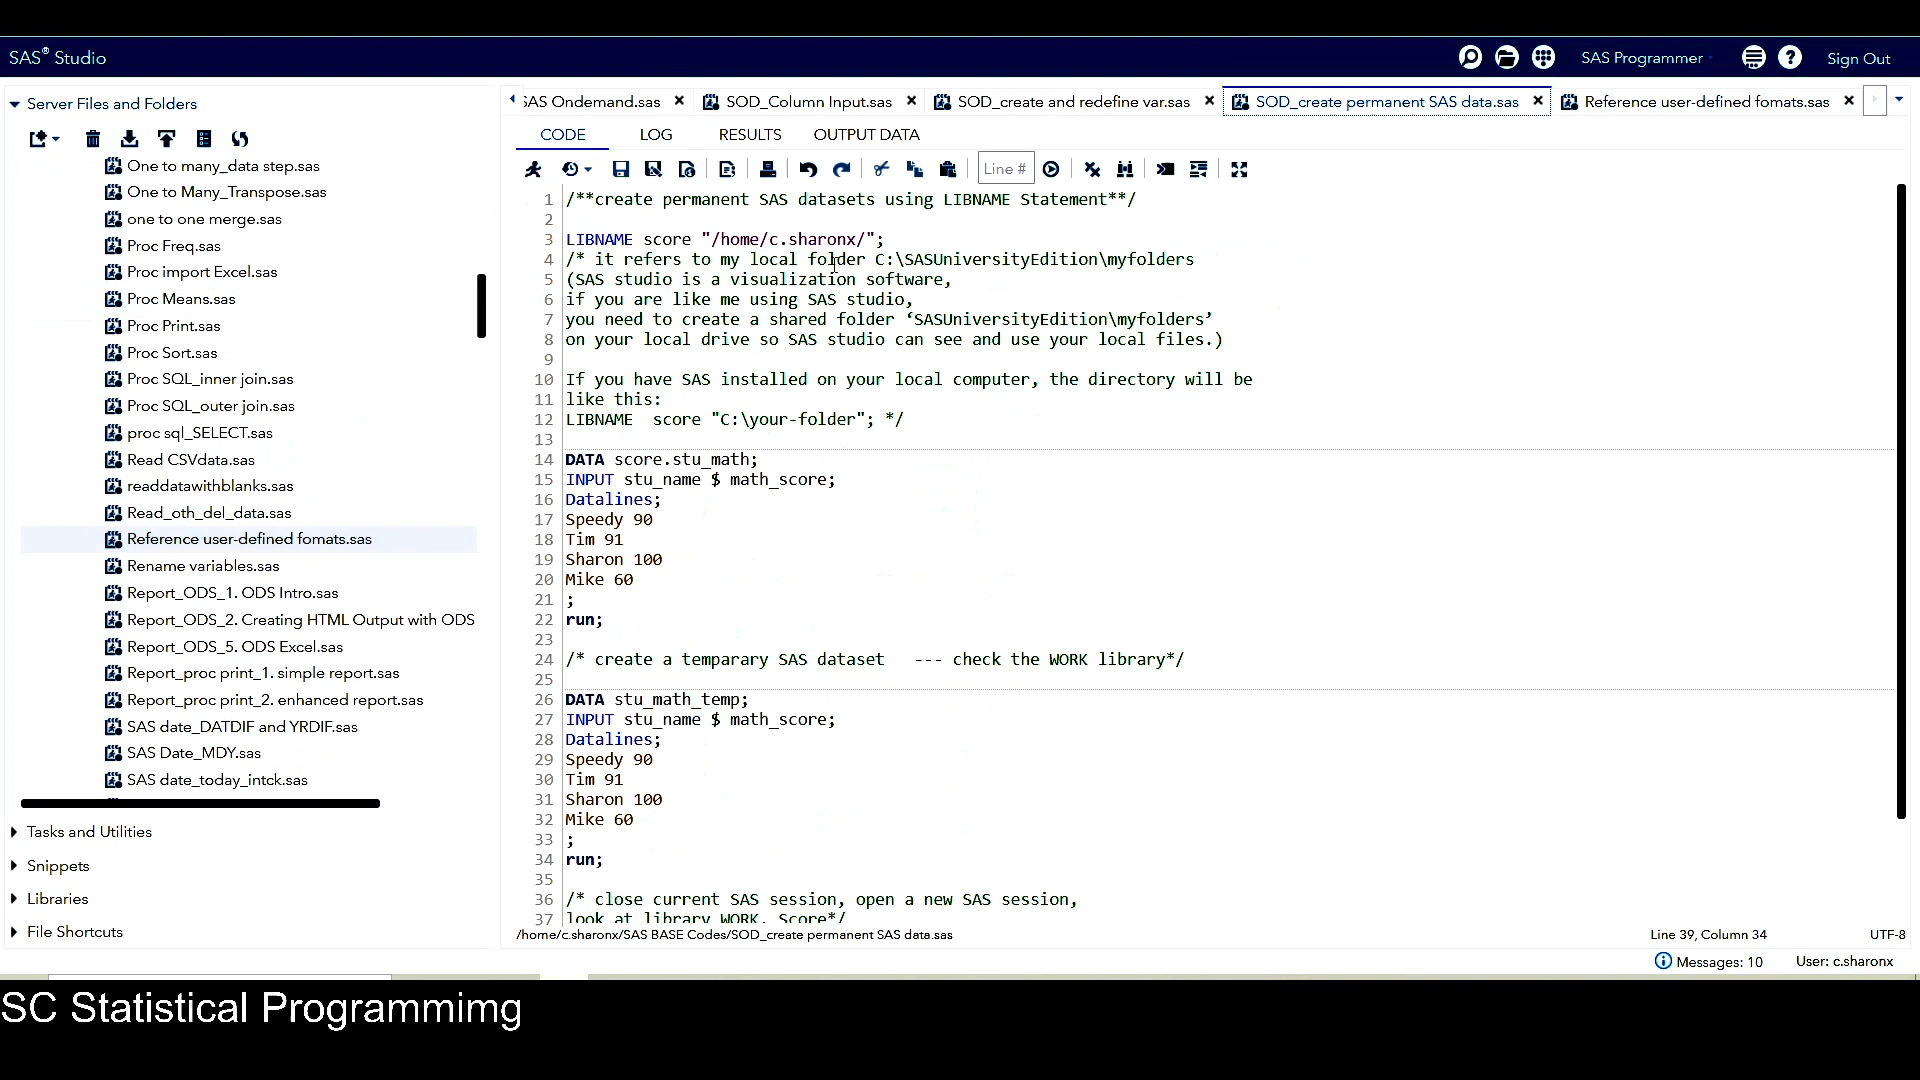 SAS® Studio
SAS Programmer
Sign Out
Server Files and Folders
One to many_data step.sas
One to Many_Transpose.sas
one to one merge.sas
Proc Freq.sas
Proc import Excel.sas
Proc Means.sas
Proc Print.sas
Proc Sort.sas
Proc SQL_inner join.sas
Proc SQL_outer join.sas
proc sql_SELECT.sas
Read CSVdata.sas
readdatawithblanks.sas
Read_oth_del_data.sas
Reference user-defined fomats.sas
Rename variables.sas
Report_ODS_1. ODS Intro.sas
Report_ODS_2. Creating HTML Output with ODS
Report_ODS_5. ODS Excel.sas
Report_proc print_1. simple report.sas
Report_proc print_2. enhanced report.sas
SAS date_DATDIF and YRDIF.sas
SAS Date_MDY.sas
SAS date_today_intck.sas
Tasks and Utilities
Snippets
Libraries
File Shortcuts
SAS Ondemand.sas
SOD_Column Input.sas
SOD_create and redefine var.sas
SOD_create permanent SAS data.sas
Reference user-defined fomats.sas
CODE LOG RESULTS OUTPUT DATA
Line #
1 /**create permanent SAS datasets using LIBNAME Statement**/
2
3 LIBNAME score "/home/c.sharonx/";
4 /* it refers to my local folder C:\SASUniversityEdition\myfolders
5 (SAS studio is a visualization software,
6 if you are like me using SAS studio,
7 you need to create a shared folder ‘SASUniversityEdition\myfolders’
8 on your local drive so SAS studio can see and use your local files.)
9
10 If you have SAS installed on your local computer, the directory will be
11 like this:
12 LIBNAME  score "C:\your-folder"; */
13
14 DATA score.stu_math;
15 INPUT stu_name $ math_score;
16 Datalines;
17 Speedy 90
18 Tim 91
19 Sharon 100
20 Mike 60
21 ;
22 run;
23
24 /* create a temparary SAS dataset   --- check the WORK library*/
25
26 DATA stu_math_temp;
27 INPUT stu_name $ math_score;
28 Datalines;
29 Speedy 90
30 Tim 91
31 Sharon 100
32 Mike 60
33 ;
34 run;
35
36 /* close current SAS session, open a new SAS session,
37 look at library WORK, Score*/
/home/c.sharonx/SAS BASE Codes/SOD_create permanent SAS data.sas
Line 39, Column 34
UTF-8
Messages: 10
User: c.sharonx
SC Statistical Programmimg